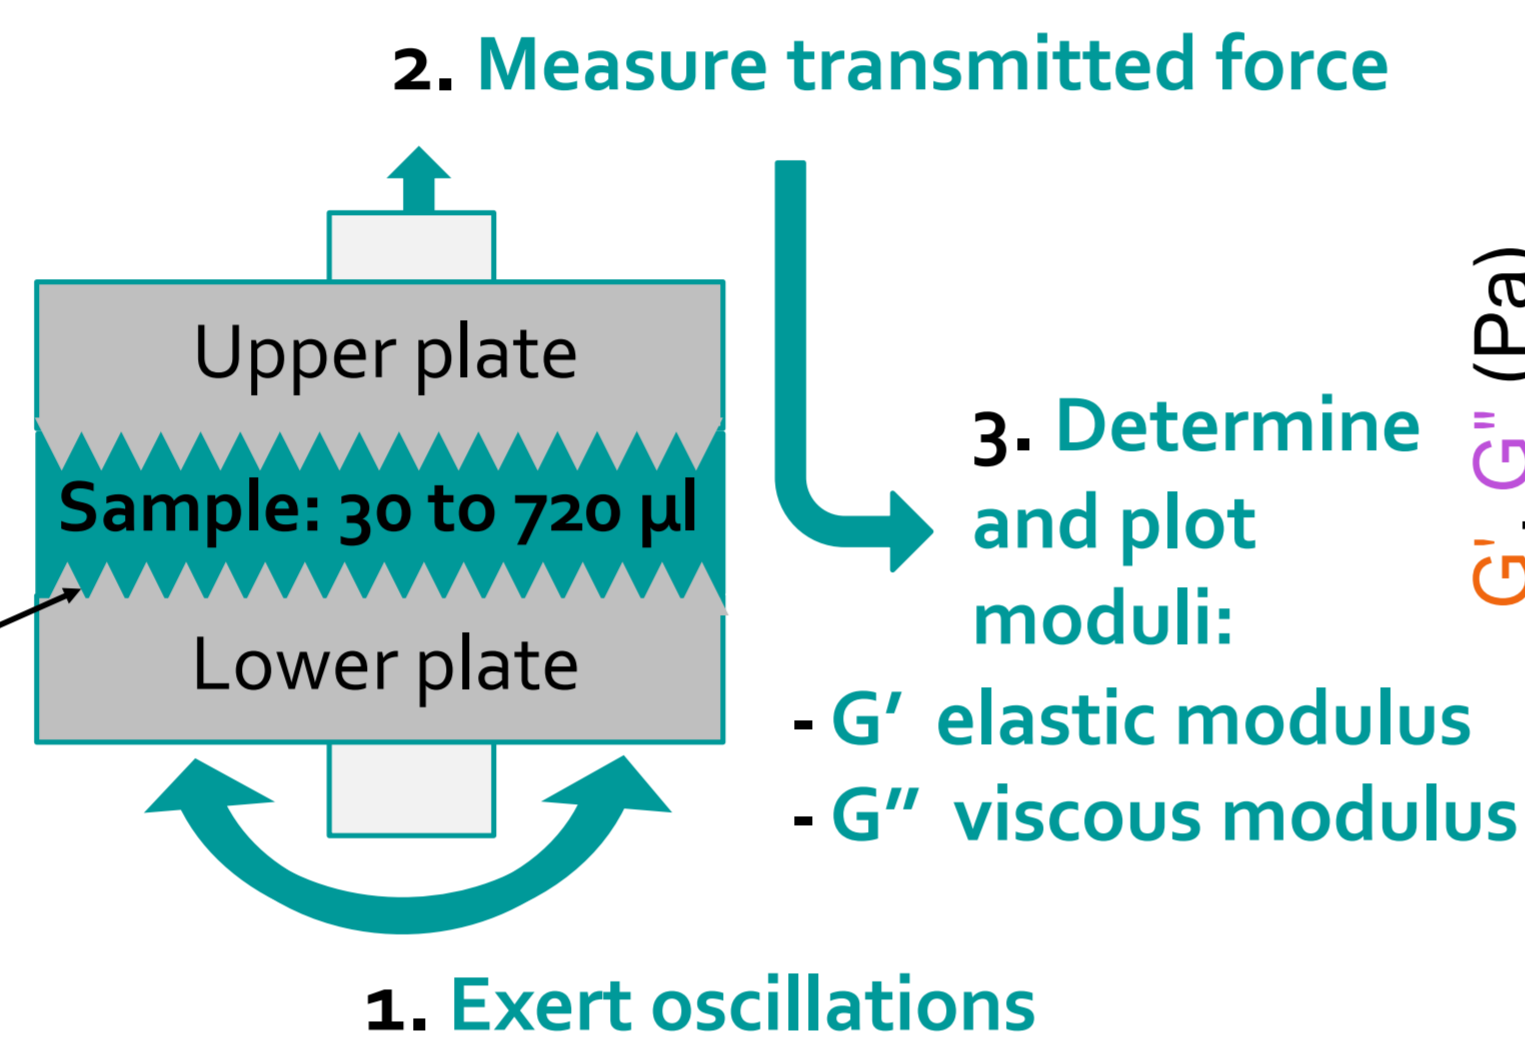 2. Measure transmitted force
Upper plate
Sample: 30 to 720 µl
Lower plate
1. Exert oscillations
3. Determine
and plot
moduli:
- G′ elastic modulus
- G″ viscous modulus
G', G" (Pa)